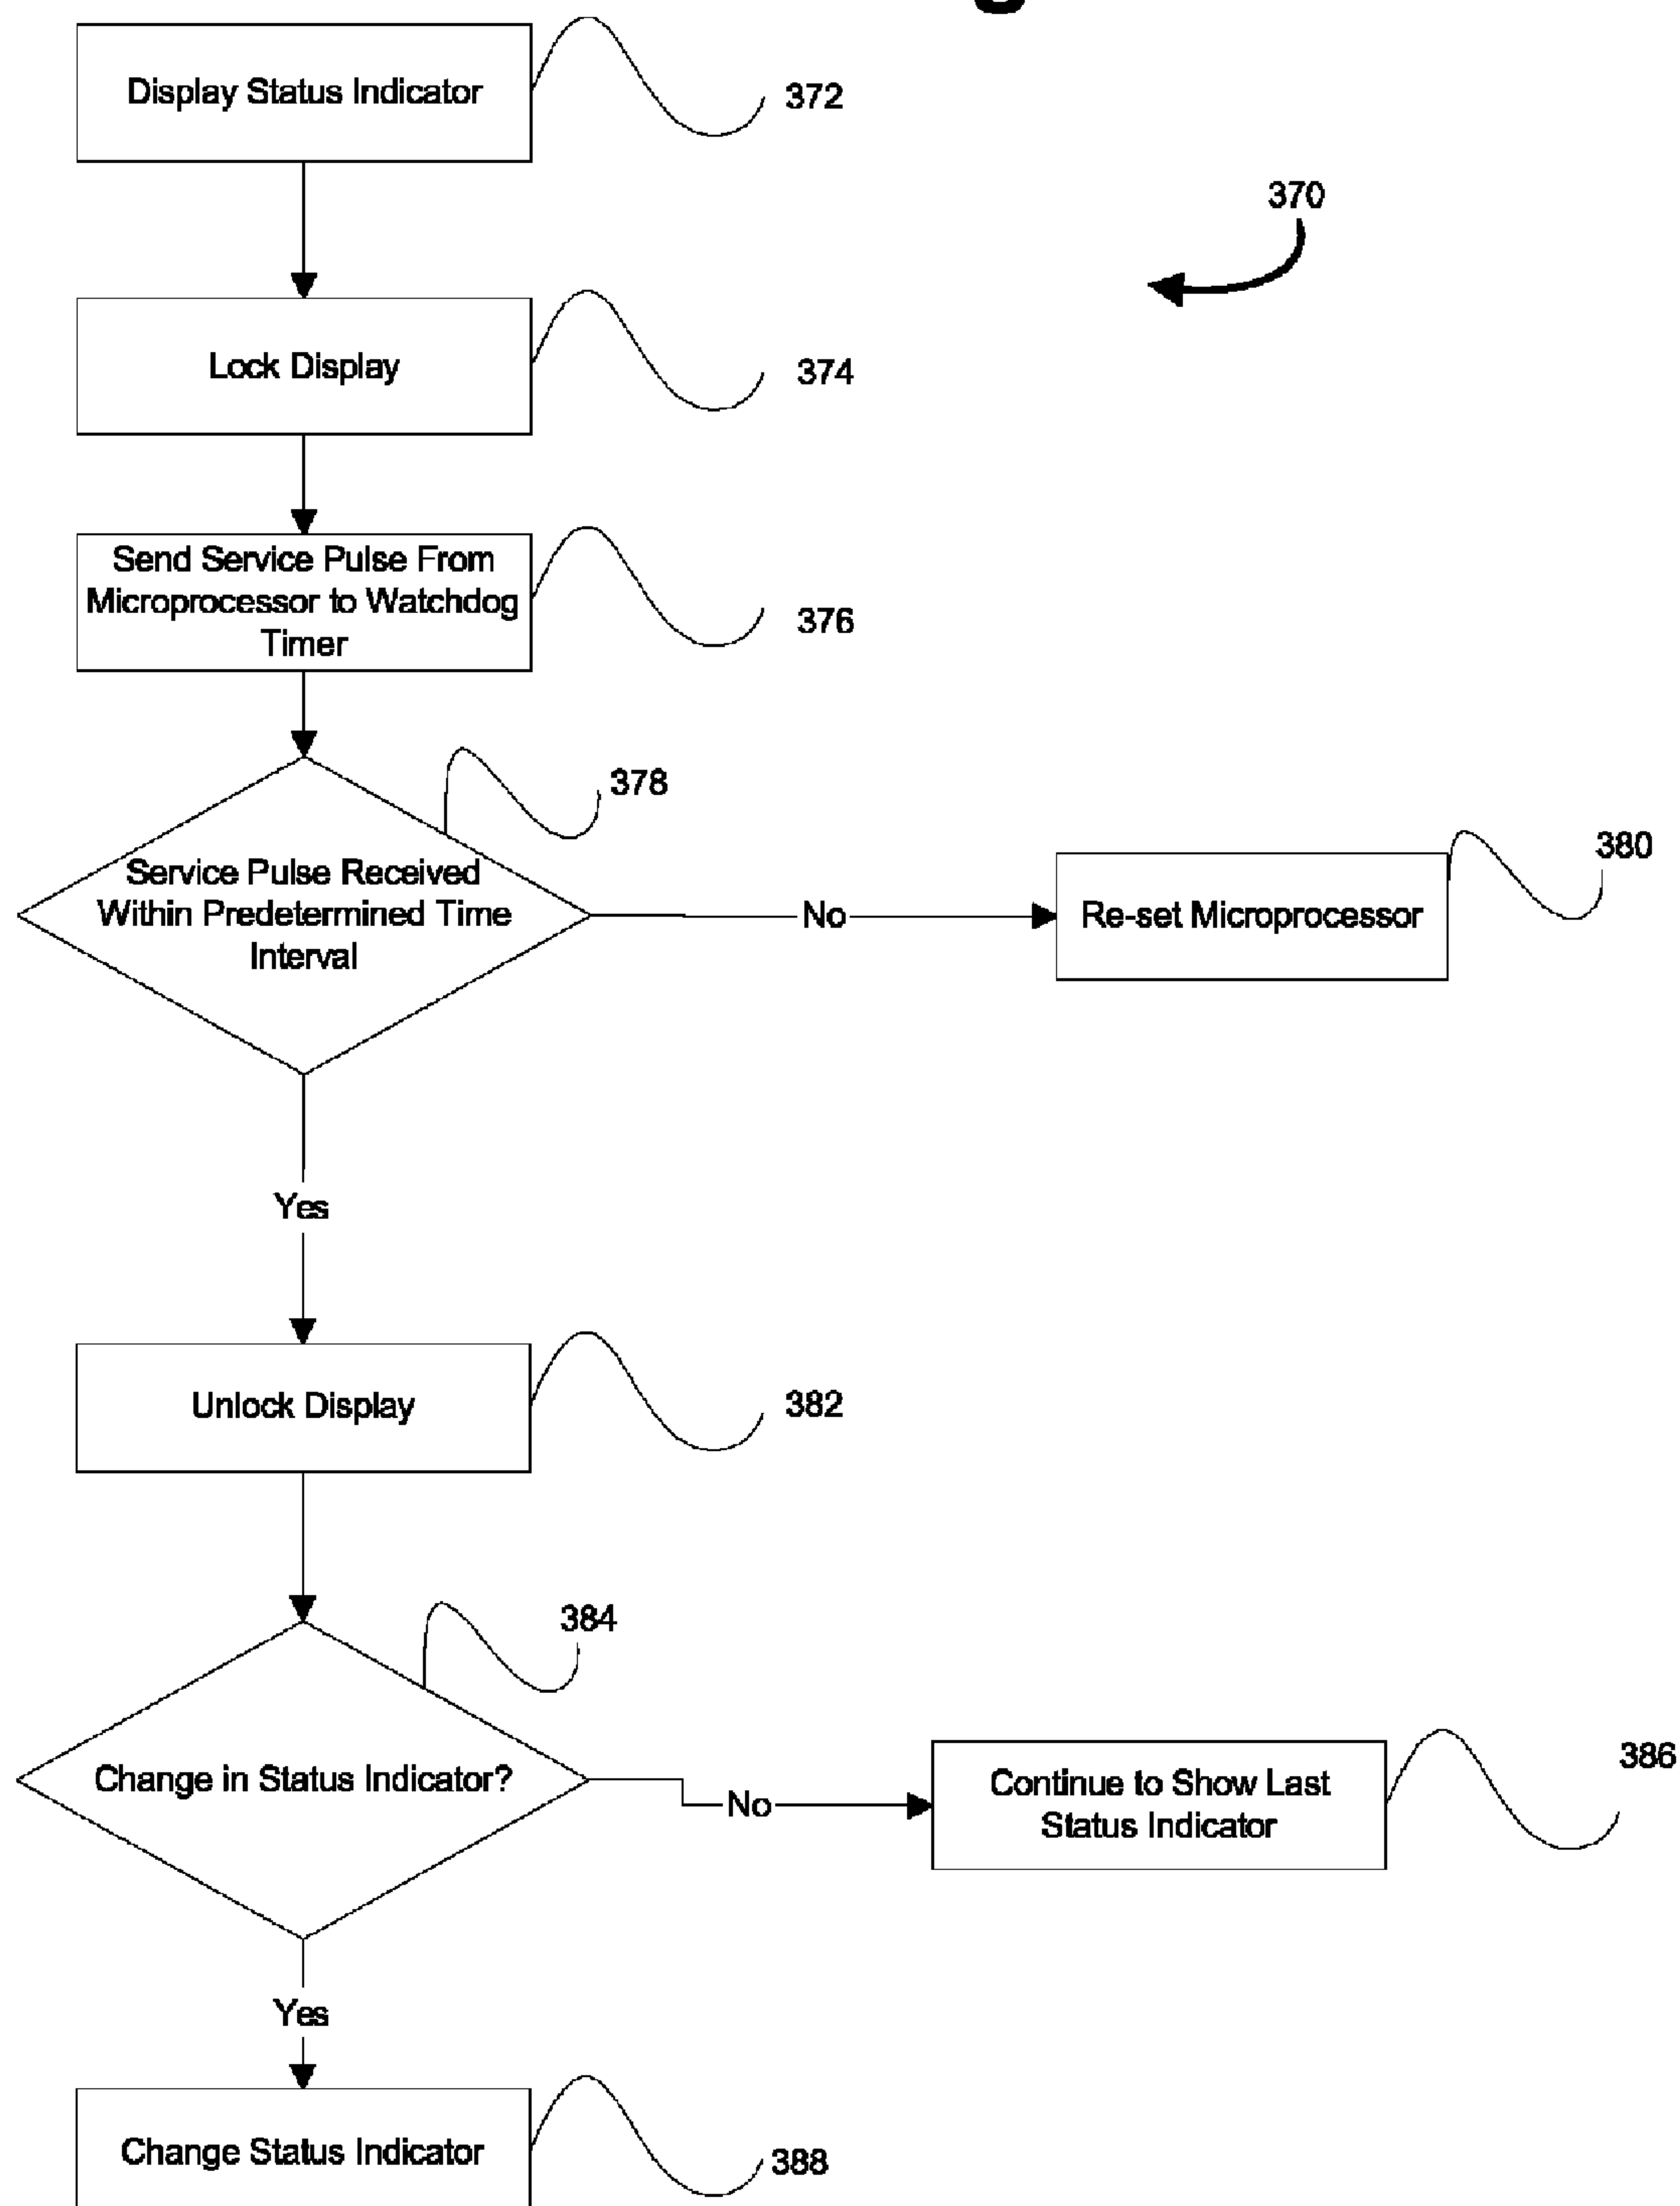 Display Status Indicator
372
370
Lock Display
374
Send Service Pulse From
Microprocessor to Watchdog
Timer
376
378
Service Pulse Received
Within Predetermined Time
Interval
No
380
Re-set Microprocessor
Yes
Unlock Display
382
384
Change in Status Indicator?
No
Continue to Show Last
Status Indicator
386
Yes
Change Status Indicator
388